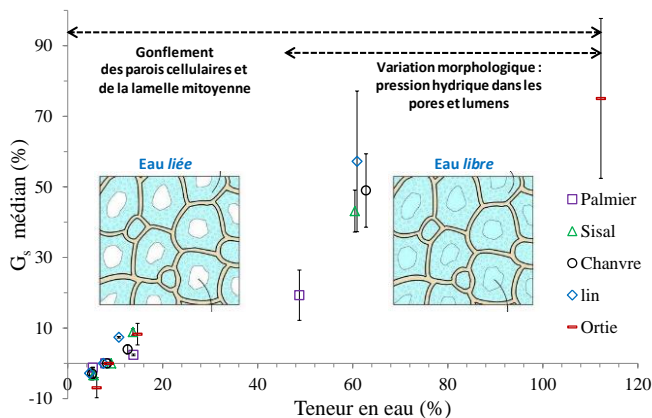 90
70
50
30
10
-10
G_s médian (%)
0
20
40
60
80
100
120
Teneur en eau (%)
Gonflement
des parois cellulaires et
de la lamelle mitoyenne
Variation morphologique :
pression hydrique dans les
pores et lumens
Eau liée
Eau libre
Palmier
Sisal
Chanvre
lin
Ortie